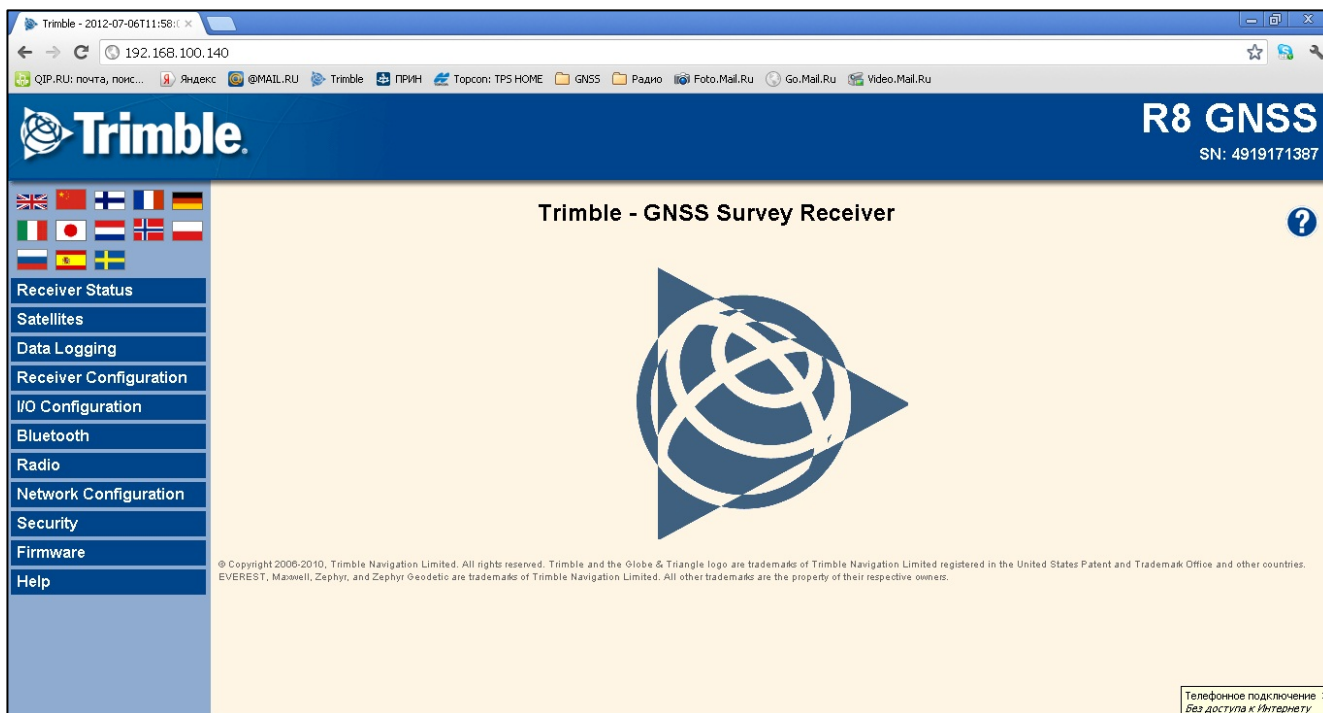 Trimble - 2012-07-06T11:58:(
192.168.100.140
QIP.RU: почта, поис... Яндекс @MAIL.RU Trimble ПРИН Topcon: TPS HOME GNSS Радио Foto.Mail.Ru Go.Mail.Ru Video.Mail.Ru
Trimble.
R8 GNSS
SN: 4919171387
Trimble - GNSS Survey Receiver
?
Receiver Status
Satellites
Data Logging
Receiver Configuration
I/O Configuration
Bluetooth
Radio
Network Configuration
Security
Firmware
Help
© Copyright 2006-2010, Trimble Navigation Limited. All rights reserved. Trimble and the Globe & Triangle logo are trademarks of Trimble Navigation Limited registered in the United States Patent and Trademark Office and other countries.
EVEREST, Maxwell, Zephyr, and Zephyr Geodetic are trademarks of Trimble Navigation Limited. All other trademarks are the property of their respective owners.
Телефонное подключение
Без доступа к Интернету